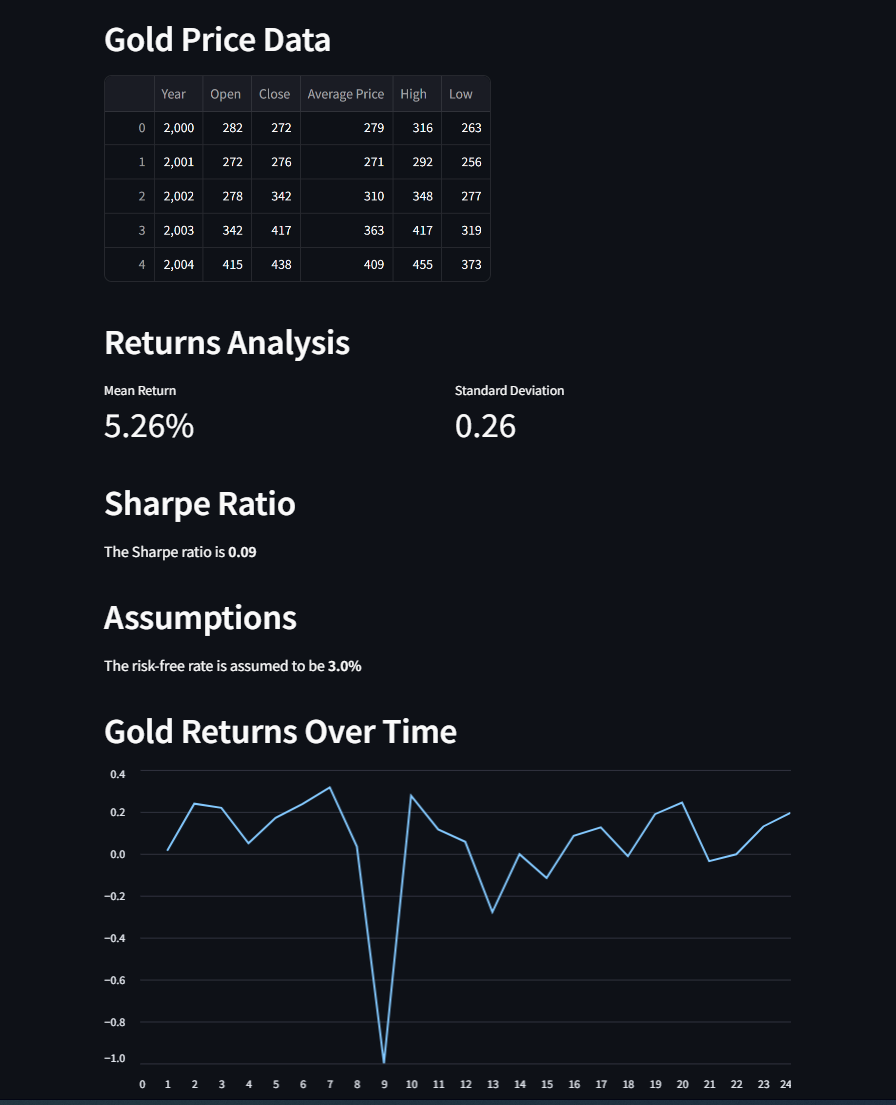 Gold Price Data
Year Open Close Average Price High Low
0 2,000 282 272 279 316 263
1 2,001 272 276 271 292 256
2 2,002 278 342 310 348 277
3 2,003 342 417 363 417 319
4 2,004 415 438 409 455 373
Returns Analysis
Mean Return Standard Deviation
5.26% 0.26
Sharpe Ratio
The Sharpe ratio is 0.09
Assumptions
The risk-free rate is assumed to be 3.0%
Gold Returns Over Time
0.4
0.2
0.0
−0.2
−0.4
−0.6
−0.8
−1.0
0 1 2 3 4 5 6 7 8 9 10 11 12 13 14 15 16 17 18 19 20 21 22 23 24